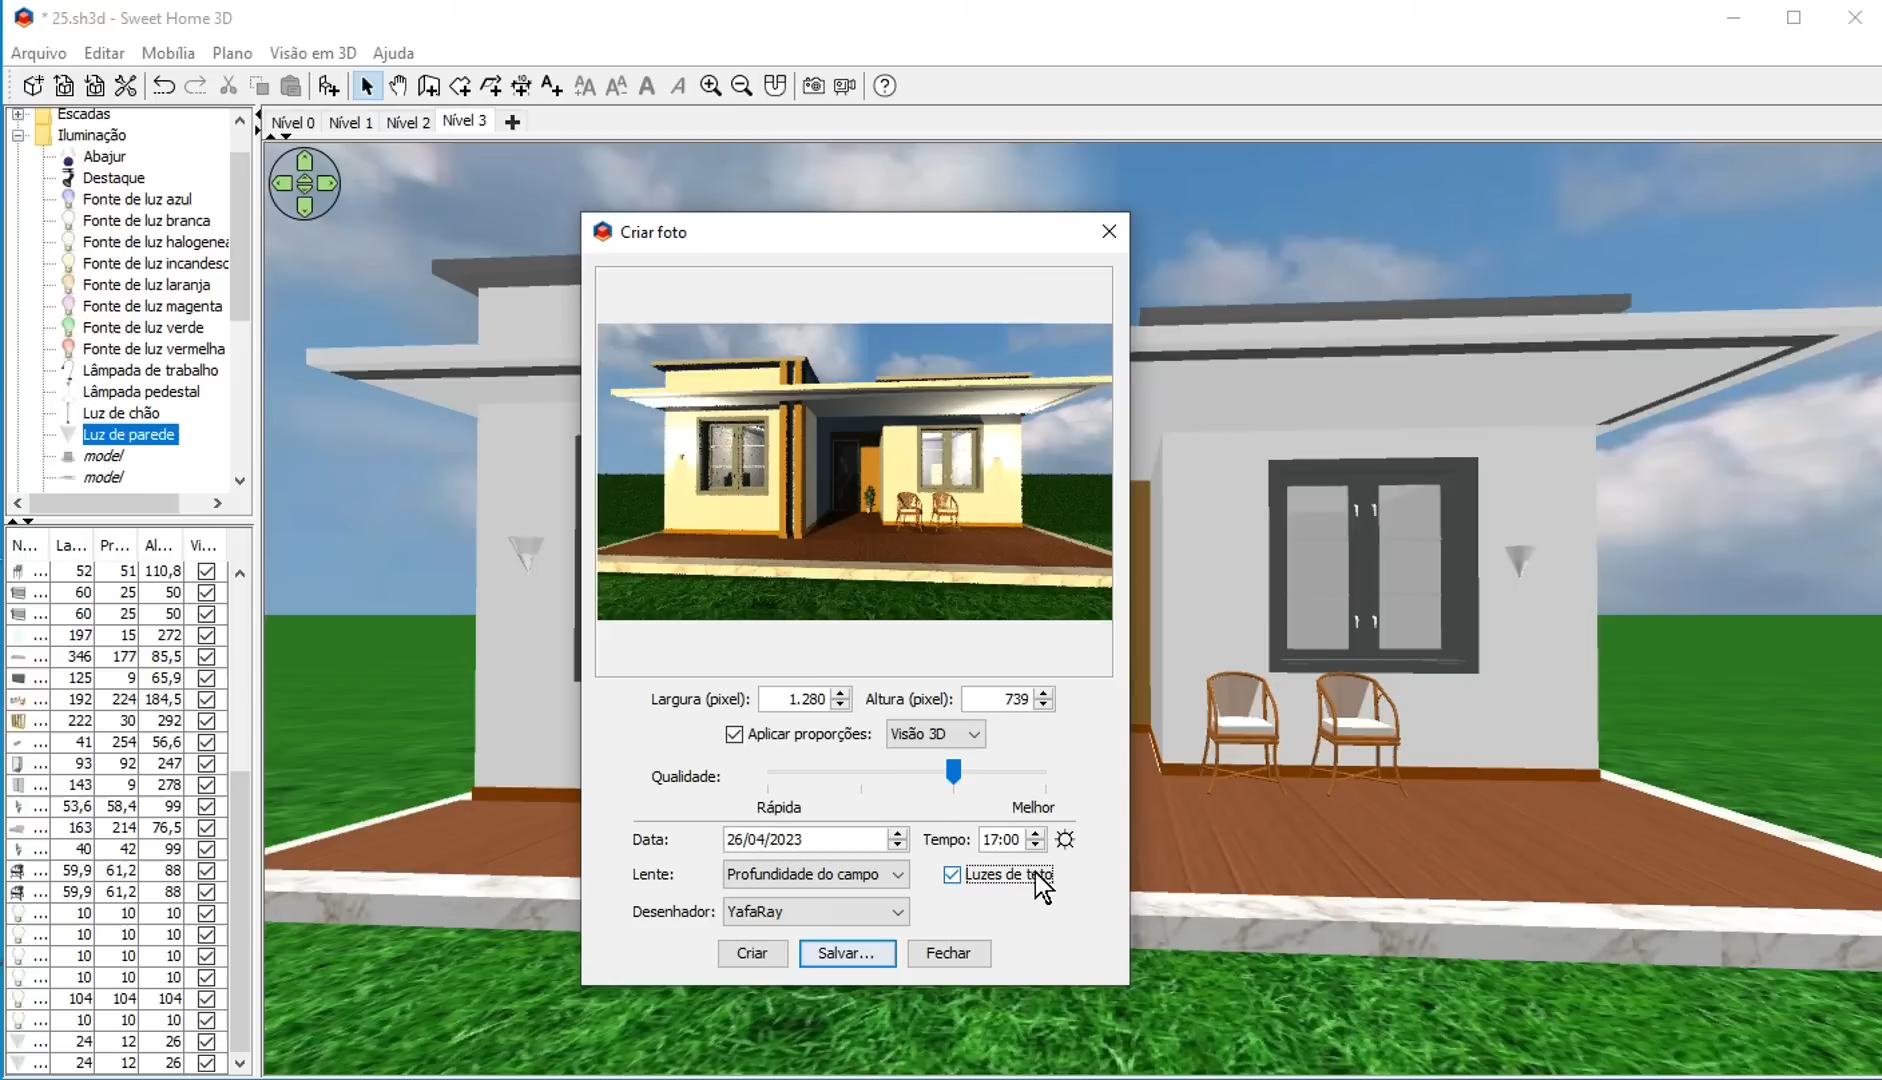 * 25.sh3d - Sweet Home 3D
Arquivo Editar Mobília Plano Visão em 3D Ajuda
Nível 0 Nível 1 Nível 2 Nível 3
Escadas
Iluminação
Abajur
Destaque
Fonte de luz azul
Fonte de luz branca
Fonte de luz halogenea
Fonte de luz incandesc
Fonte de luz laranja
Fonte de luz magenta
Fonte de luz verde
Fonte de luz vermelha
Lâmpada de trabalho
Lâmpada pedestal
Luz de chão
Luz de parede
model
model
N... La... Pr... Al... Vi...
... 52 51 110,8
... 60 25 50
... 60 25 50
... 197 15 272
... 346 177 85,5
... 125 9 65,9
... 192 224 184,5
... 222 30 292
... 41 254 56,6
... 93 92 247
... 143 9 278
... 53,6 58,4 99
... 163 214 76,5
... 40 42 99
... 59,9 61,2 88
... 59,9 61,2 88
... 10 10 10
... 10 10 10
... 10 10 10
... 10 10 10
... 104 104 104
... 10 10 10
... 24 12 26
... 24 12 26
Criar foto
Largura (pixel): 1.280 Altura (pixel): 739
Aplicar proporções: Visão 3D
Qualidade:
Rápida Melhor
Data: 26/04/2023 Tempo: 17:00
Lente: Profundidade do campo Luzes de teto
Desenhador: YafaRay
Criar Salvar... Fechar